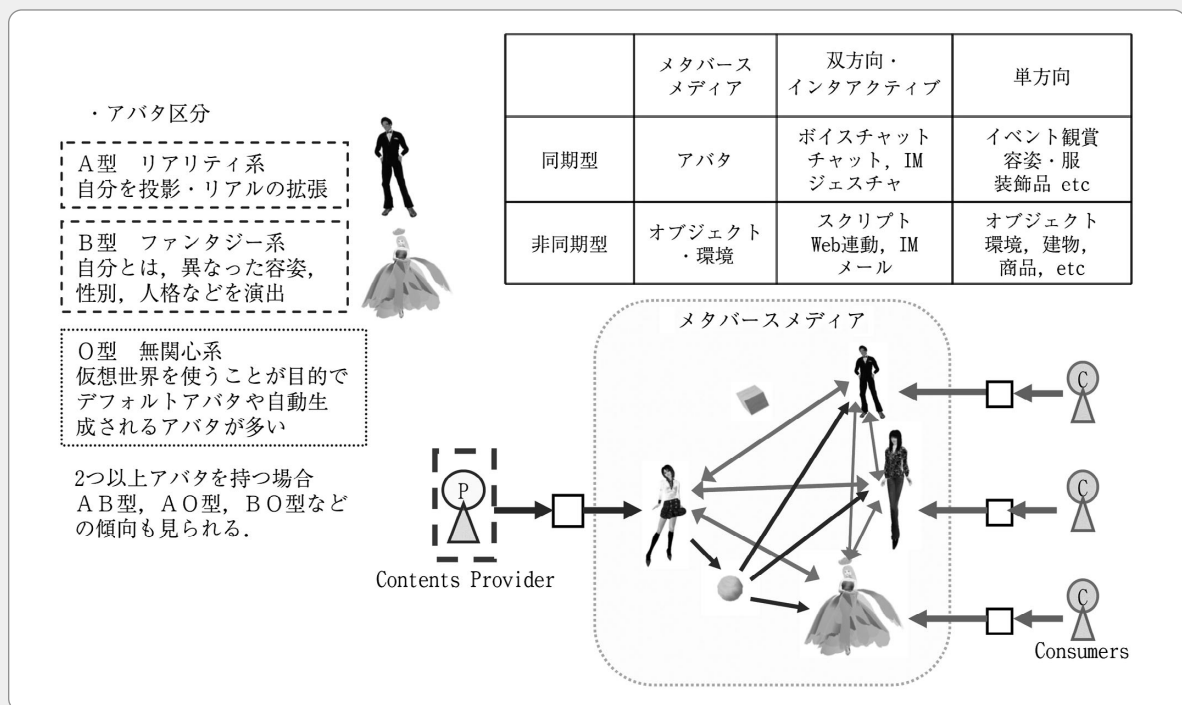 ・アバタ区分
A型　リアリティ系
自分を投影・リアルの拡張
B型　ファンタジー系
自分とは，異なった容姿，
性別，人格などを演出
O型　無関心系
仮想世界を使うことが目的で
デフォルトアバタや自動生
成されるアバタが多い
2つ以上アバタを持つ場合
AB型，AO型，BO型など
の傾向も見られる．
メタバース
メディア
双方向・
インタアクティブ
単方向
同期型
アバタ
ボイスチャット
チャット, IM
ジェスチャ
イベント観賞
容姿・服
装飾品 etc
非同期型
オブジェクト
・環境
スクリプト
Web連動, IM
メール
オブジェクト
環境, 建物,
商品, etc
メタバースメディア
P
Contents Provider
C
C
C
Consumers